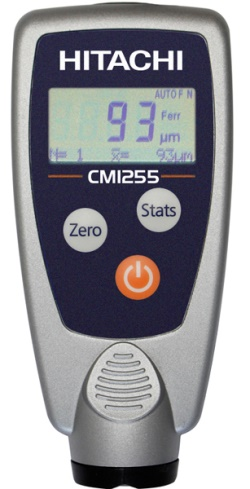 HITACHI
AUTO F N
93 Ferr
µm
N= 1 x̅= 93µm
CMI255
Zero
Stats